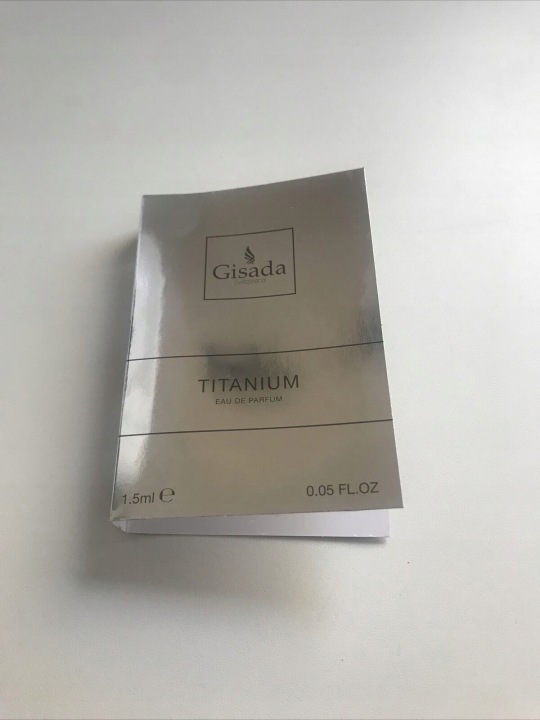 Gisada
TITANIUM
EAU DE PARFUM
1.5ml ℮
0.05 FL.OZ